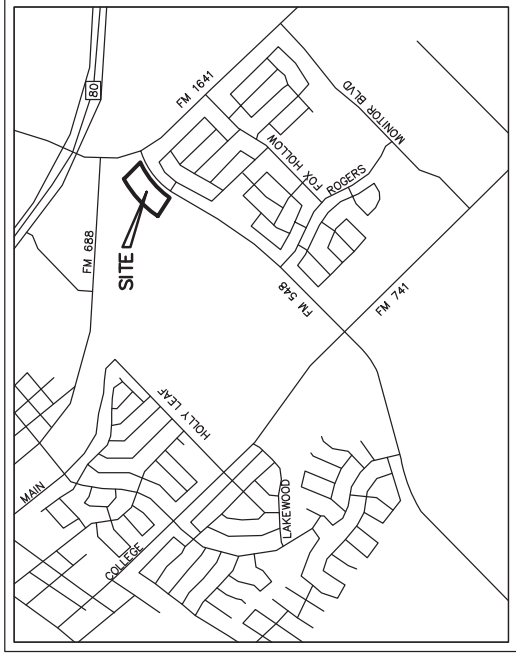 80
FM 1641
MONITOR BLVD
FOX HOLLOW
ROGERS
FM 688
SITE
FM 548
FM 741
HOLLY LEAF
MAIN
LAKEWOOD
COLLEGE